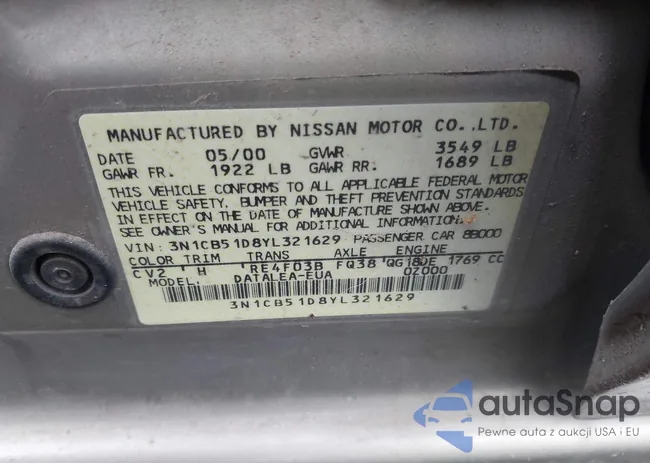 MANUFACTURED BY NISSAN MOTOR CO.,LTD.
DATE 05/00 GVWR 3549 LB
GAWR FR. 1922 LB GAWR RR. 1689 LB
THIS VEHICLE CONFORMS TO ALL APPLICABLE FEDERAL MOTOR
VEHICLE SAFETY, BUMPER AND THEFT PREVENTION STANDARDS
IN EFFECT ON THE DATE OF MANUFACTURE SHOWN ABOVE.
SEE OWNER'S MANUAL FOR ADDITIONAL INFORMATION
VIN: 3N1CB51D8YL321629 PASSENGER CAR 8B000
COLOR TRIM TRANS AXLE ENGINE
CV2 H RE4F03B FQ38 QG18DE 1769 CC
MODEL: DATALEA-EUA 0Z000
3N1CB51D8YL321629
autaSnap
Pewne auta z aukcji USA i EU